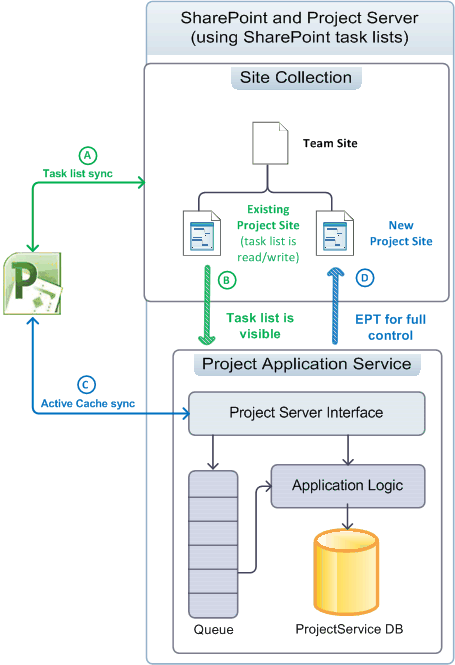 SharePoint and Project Server
(using SharePoint task lists)
Site Collection
Team Site
A
Task list sync
Existing
Project Site
(task list is
read/write)
New
Project Site
P
B
D
Task list is
visible
EPT for full
control
Project Application Service
C
Active Cache sync
Project Server Interface
Application Logic
Queue
ProjectService DB